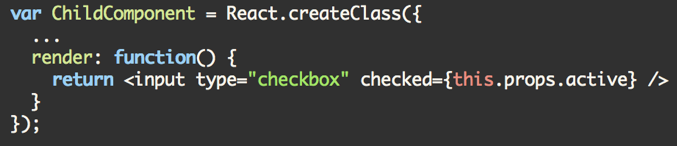 var ChildComponent = React.createClass({
...
render: function() {
return <input type="checkbox" checked={this.props.active} />
}
});